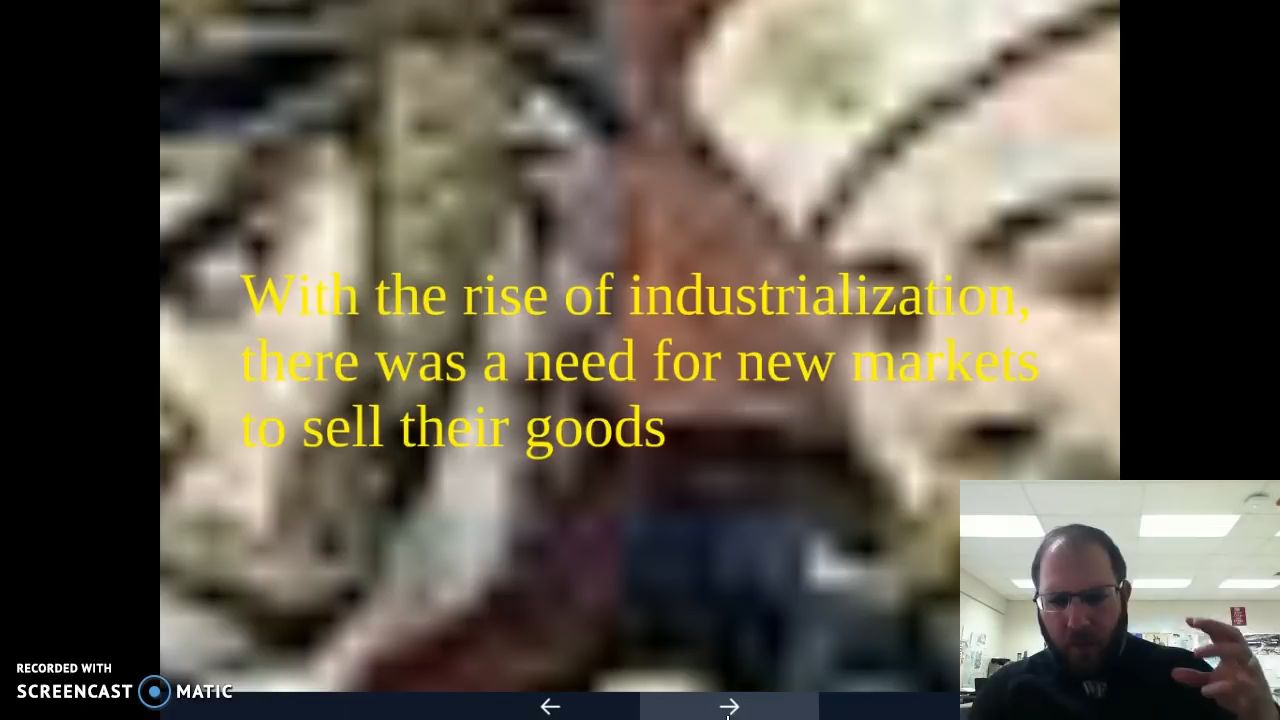 With the rise of industrialization,
there was a need for new markets
to sell their goods
RECORDED WITH
SCREENCAST MATIC